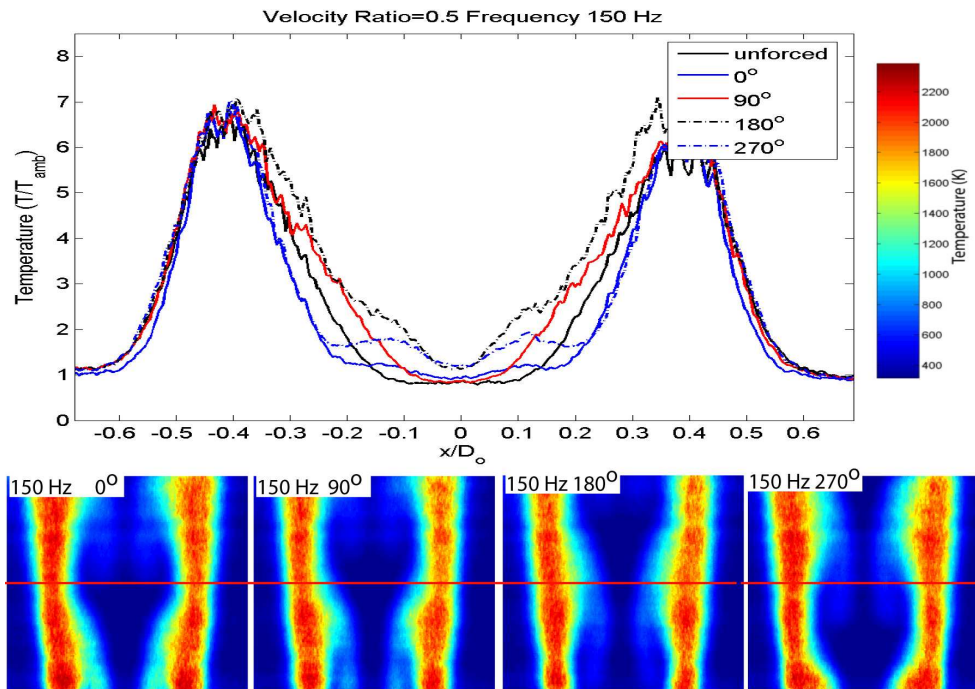 Velocity Ratio=0.5 Frequency 150 Hz
unforced
0°
90°
180°
270°
8
7
6
5
4
3
2
1
0
Temperature (T/T_amb)
-0.6 -0.5 -0.4 -0.3 -0.2 -0.1 0 0.1 0.2 0.3 0.4 0.5 0.6
x/D_o
2200
2000
1800
1600
1400
1200
1000
800
600
400
Temperature (K)
150 Hz 0°
150 Hz 90°
150 Hz 180°
150 Hz 270°